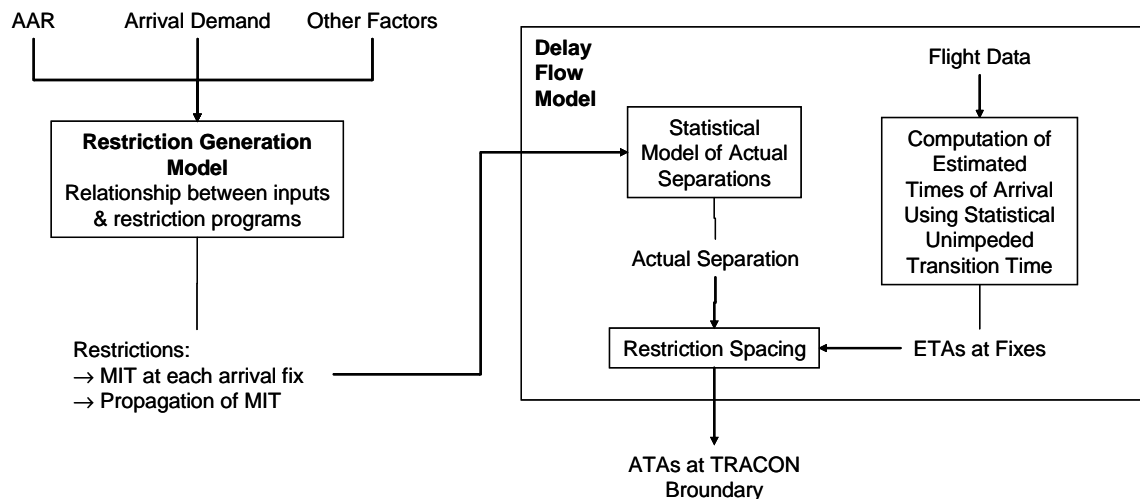 AAR
Arrival Demand
Other Factors
Restriction Generation
Model
Relationship between inputs
& restriction programs
Restrictions:
→ MIT at each arrival fix
→ Propagation of MIT
Delay
Flow
Model
Statistical
Model of Actual
Separations
Actual Separation
Restriction Spacing
Flight Data
Computation of
Estimated
Times of Arrival
Using Statistical
Unimpeded
Transition Time
ETAs at Fixes
ATAs at TRACON
Broundary